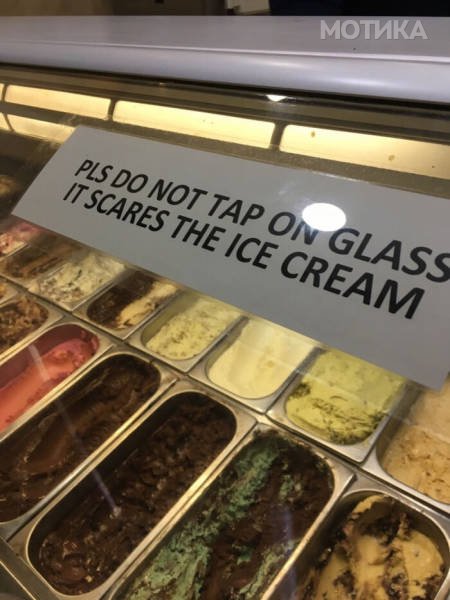 МОТИКА
PLS DO NOT TAP ON GLASS
IT SCARES THE ICE CREAM